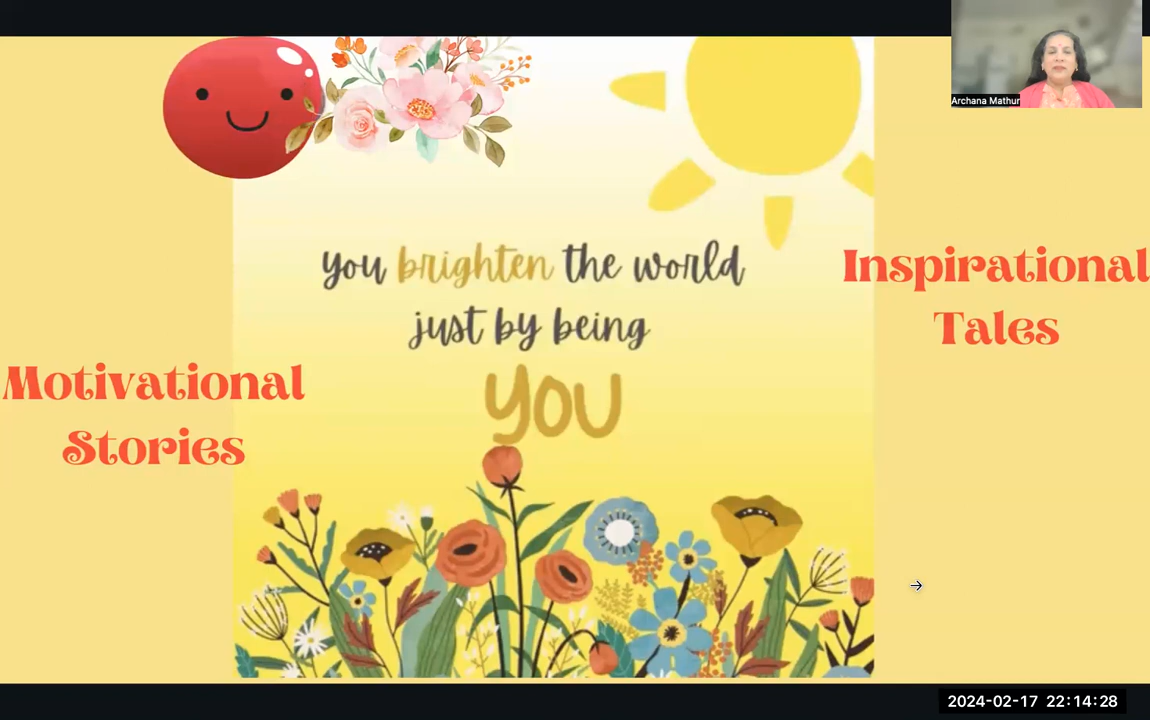 Archana Mathur
you brighten the world
just by being
YOU
Inspirational
Tales
Motivational
Stories
2024-02-17 22:14:28